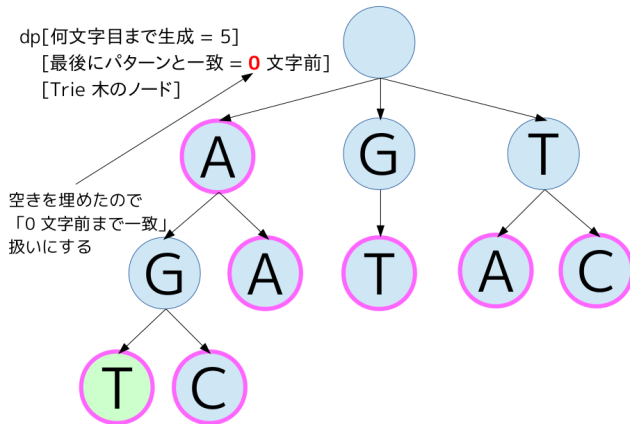 dp[何文字目まで生成 = 5]
[最後にパターンと一致 = 0 文字前]
[Trie 木のノード]
A
G
T
空きを埋めたので
「0 文字前まで一致」
扱いにする
G
A
T
A
C
T
C